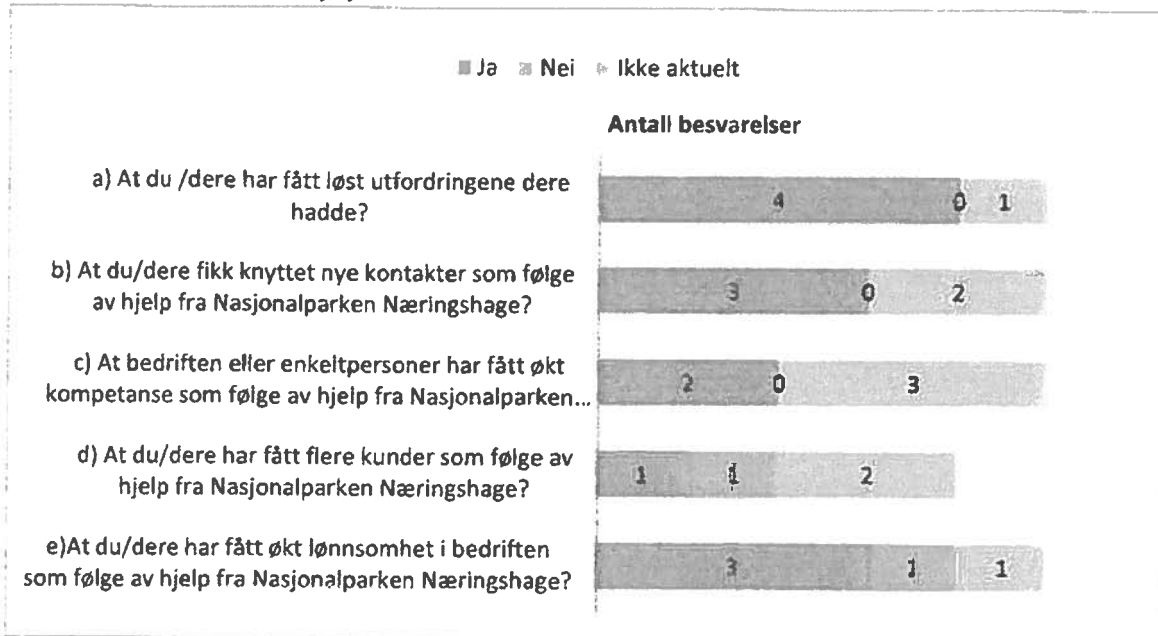 Ja Nei Ikke aktuelt
Antall besvarelser
a) At du /dere har fått løst utfordringene dere
hadde?
4 0 1
b) At du/dere fikk knyttet nye kontakter som følge
av hjelp fra Nasjonalparken Næringshage?
3 0 2
c) At bedriften eller enkeltpersoner har fått økt
kompetanse som følge av hjelp fra Nasjonalparken...
2 0 3
d) At du/dere har fått flere kunder som følge av
hjelp fra Nasjonalparken Næringshage?
1 1 2
e)At du/dere har fått økt lønnsomhet i bedriften
som følge av hjelp fra Nasjonalparken Næringshage?
3 1 1